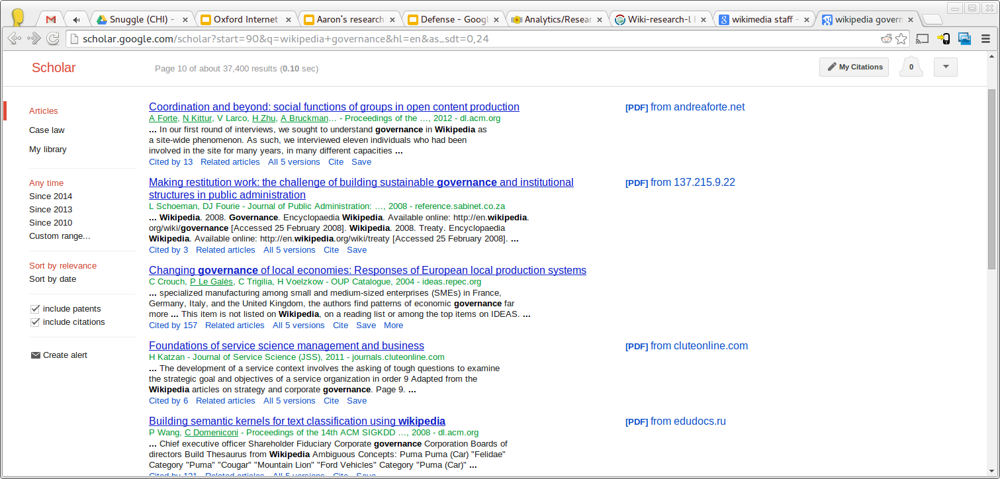 Snuggle (CHI) -
Oxford Internet
Aaron's research
Defense - Googl
Analytics/Resear
Wiki-research-l
wikimedia staff -
wikipedia govern
scholar.google.com/scholar?start=90&q=wikipedia+governance&hl=en&as_sdt=0,24
Scholar
Page 10 of about 37,400 results (0.10 sec)
My Citations
0
Articles
Case law
My library
Any time
Since 2014
Since 2013
Since 2010
Custom range...
Sort by relevance
Sort by date
include patents
include citations
Create alert
Coordination and beyond: social functions of groups in open content production
[PDF] from andreaforte.net
A Forte, N Kittur, V Larco, H Zhu, A Bruckman… - Proceedings of the …, 2012 - dl.acm.org
... In our first round of interviews, we sought to understand governance in Wikipedia as
a site-wide phenomenon. As such, we interviewed eleven individuals who had been
involved in the site for many years, in many different capacities ...
Cited by 13 Related articles All 5 versions Cite Save
Making restitution work: the challenge of building sustainable governance and institutional
structures in public administration
[PDF] from 137.215.9.22
L Schoeman, DJ Fourie - Journal of Public Administration: …, 2008 - reference.sabinet.co.za
... Wikipedia. 2008. Governance. Encyclopaedia Wikipedia. Available online: http://en.wikipedia.
org/wiki/governance [Accessed 25 February 2008]. Wikipedia. 2008. Treaty. Encyclopaedia
Wikipedia. Available online: http://en.wikipedia.org/wiki/treaty [Accessed 25 February 2008]. ...
Cited by 3 Related articles All 5 versions Cite Save
Changing governance of local economies: Responses of European local production systems
C Crouch, P Le Galès, C Trigilia, H Voelzkow - OUP Catalogue, 2004 - ideas.repec.org
... specialized manufacturing among small and medium-sized enterprises (SMEs) in France,
Germany, Italy, and the United Kingdom, the authors find patterns of economic governance far
more ... This item is not listed on Wikipedia, on a reading list or among the top items on IDEAS. ...
Cited by 157 Related articles All 5 versions Cite Save More
Foundations of service science management and business
[PDF] from cluteonline.com
H Katzan - Journal of Service Science (JSS), 2011 - journals.cluteonline.com
... The development of a service context involves the asking of tough questions to examine
the strategic goal and objectives of a service organization in order 9 Adapted from the
Wikipedia articles on strategy and corporate governance. Page 9. ...
Cited by 6 Related articles All 5 versions Cite Save
Building semantic kernels for text classification using wikipedia
[PDF] from edudocs.ru
P Wang, C Domeniconi - Proceedings of the 14th ACM SIGKDD …, 2008 - dl.acm.org
... Chief executive officer Shareholder Fiduciary Corporate governance Corporation Boards of
directors Build Thesaurus from Wikipedia Ambiguous Concepts: Puma Puma (Car) "Felidae"
Category "Puma" "Cougar" "Mountain Lion" "Ford Vehicles" Category "Puma (Car)" ...
Cited by 121 Related articles All 5 versions Cite Save